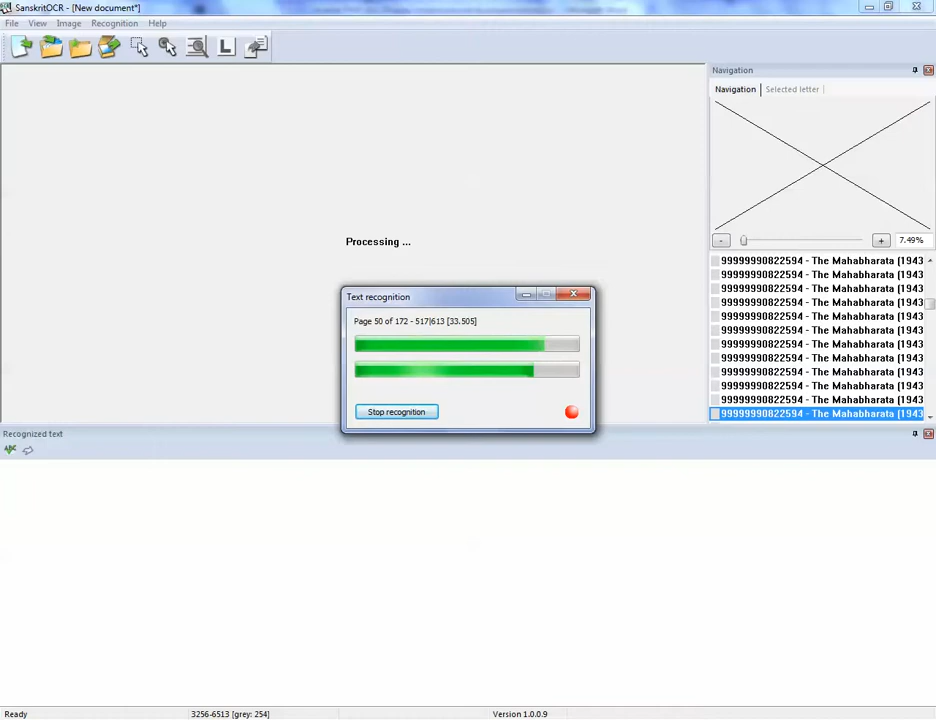 SanskritOCR - [New document*]
File View Image Recognition Help
Navigation
Navigation Selected letter
Processing ...
- + 7.49%
99999990822594 - The Mahabharata (1943
99999990822594 - The Mahabharata (1943
99999990822594 - The Mahabharata (1943
99999990822594 - The Mahabharata (1943
99999990822594 - The Mahabharata (1943
99999990822594 - The Mahabharata (1943
99999990822594 - The Mahabharata (1943
99999990822594 - The Mahabharata (1943
99999990822594 - The Mahabharata (1943
99999990822594 - The Mahabharata (1943
99999990822594 - The Mahabharata (1943
99999990822594 - The Mahabharata (1943
Text recognition
Page 50 of 172 - 517|613 [33.505]
Stop recognition
Recognized text
Ready 3256-6513 [grey: 254] Version 1.0.0.9